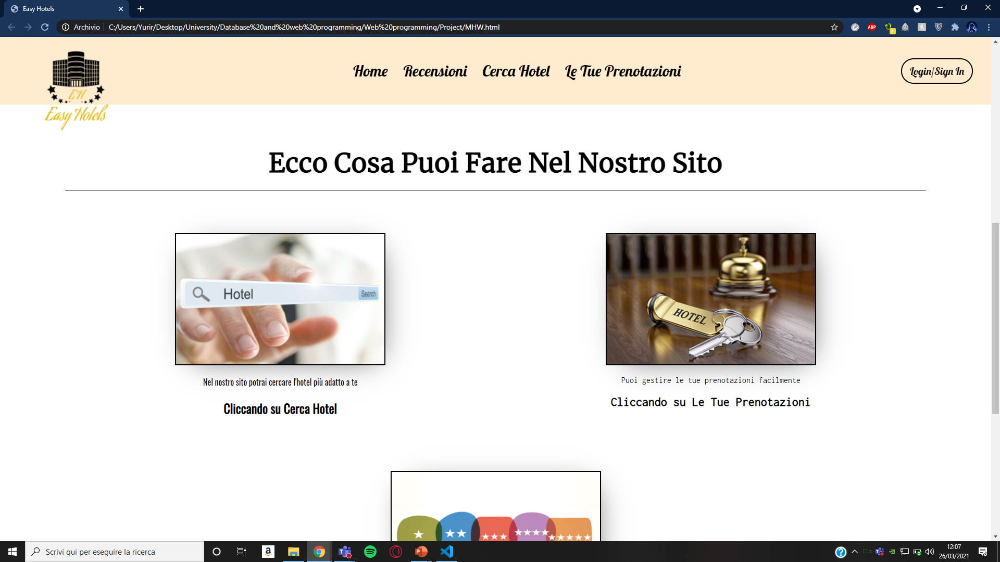 Easy Hotels
Archivio
C:/Users/Yurir/Desktop/University/Database%20and%20web%20programming/Web%20programming/Project/MHW.html
ABP
EH
Easy Hotels
Home Recensioni Cerca Hotel Le Tue Prenotazioni
Login/Sign In
Ecco Cosa Puoi Fare Nel Nostro Sito
Hotel Search
HOTEL
Nel nostro sito potrai cercare l'hotel più adatto a te
Cliccando su Cerca Hotel
Puoi gestire le tue prenotazioni facilmente
Cliccando su Le Tue Prenotazioni
Scrivi qui per eseguire la ricerca
12:07
26/03/2021